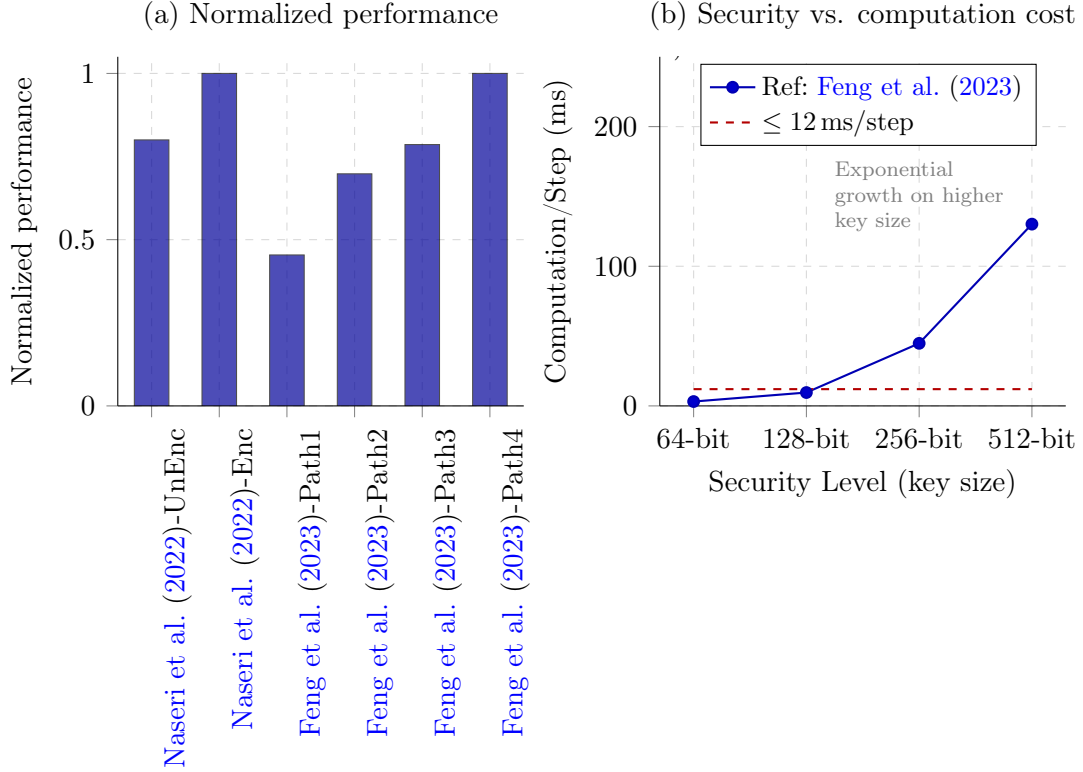 (a) Normalized performance
Normalized performance
1
0.5
0
Naseri et al. (2022)-UnEnc
Naseri et al. (2022)-Enc
Feng et al. (2023)-Path1
Feng et al. (2023)-Path2
Feng et al. (2023)-Path3
Feng et al. (2023)-Path4
(b) Security vs. computation cost
Computation/Step (ms)
200
100
0
Ref: Feng et al. (2023)
≤ 12 ms/step
Exponential
growth on higher
key size
64-bit
128-bit
256-bit
512-bit
Security Level (key size)